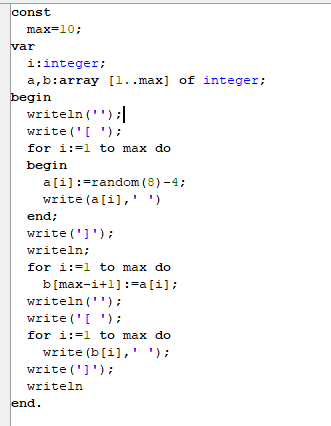 const
  max=10;
var
  i:integer;
  a,b:array [1..max] of integer;
begin
  writeln('');
  write('[ ');
  for i:=1 to max do
  begin
    a[i]:=random(8)-4;
    write(a[i],' ')
  end;
  write(']');
  writeln;
  for i:=1 to max do
    b[max-i+1]:=a[i];
  writeln('');
  write('[ ');
  for i:=1 to max do
    write(b[i],' ');
  write(']');
  writeln
end.